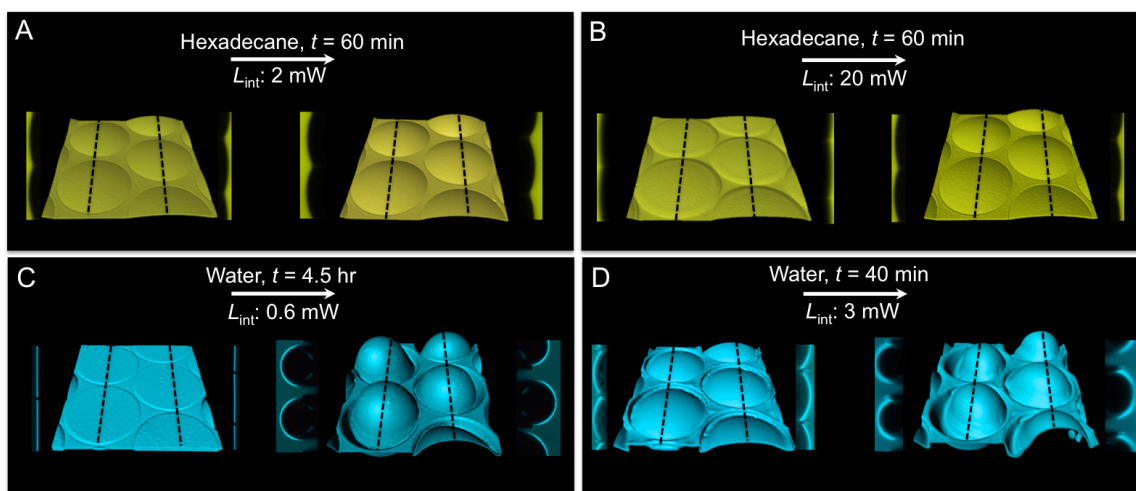 A
Hexadecane, t = 60 min
Lint: 2 mW
B
Hexadecane, t = 60 min
Lint: 20 mW
C
Water, t = 4.5 hr
Lint: 0.6 mW
D
Water, t = 40 min
Lint: 3 mW